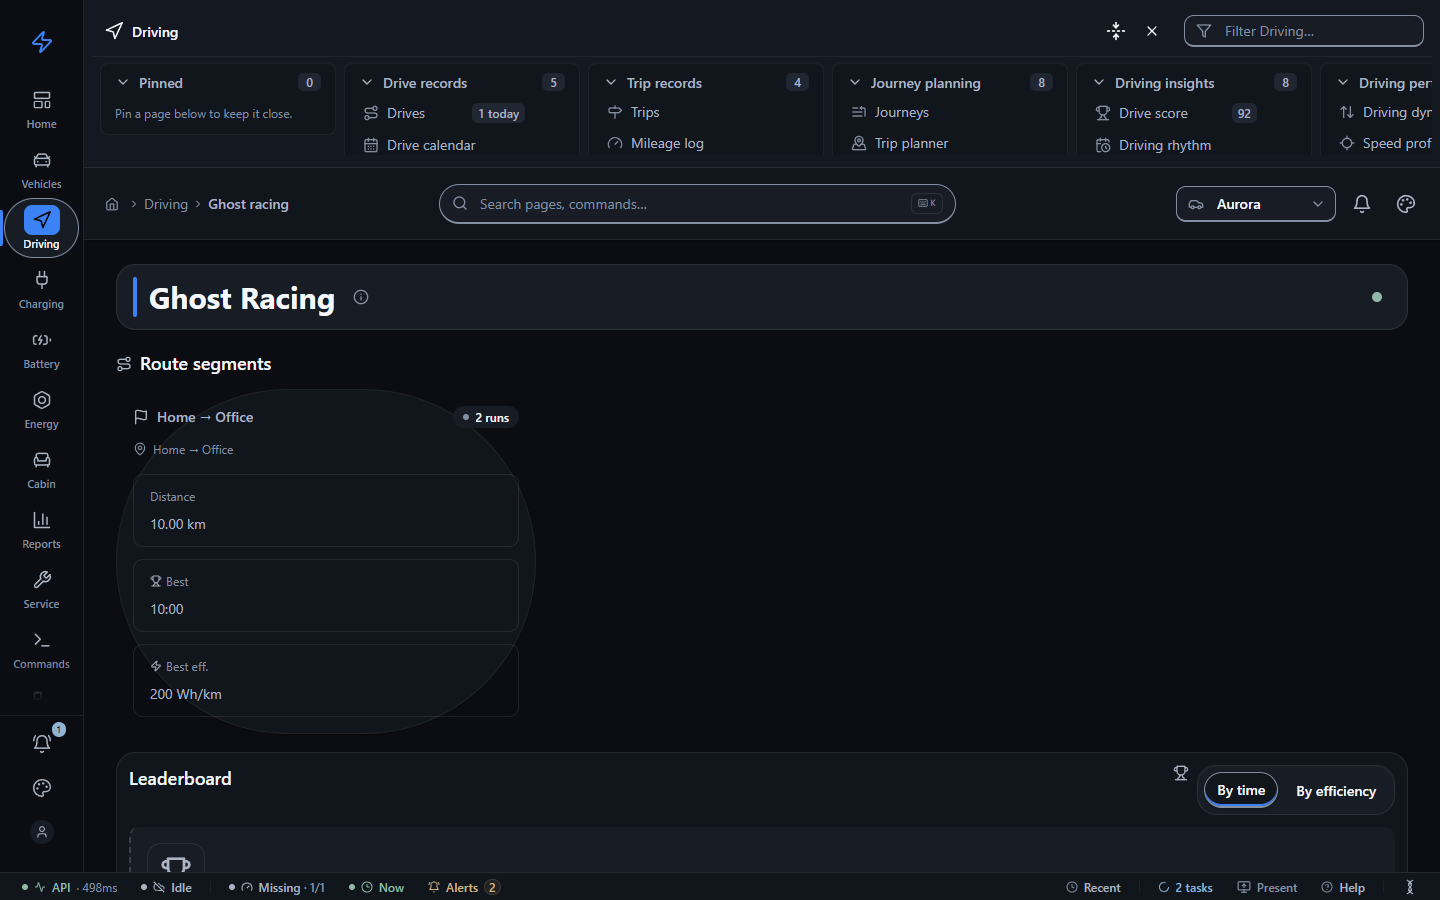 Driving
Filter Driving...
Pinned 0
Pin a page below to keep it close.
Drive records 5
Drives 1 today
Drive calendar
Trip records 4
Trips
Mileage log
Journey planning 8
Journeys
Trip planner
Driving insights 8
Drive score 92
Driving rhythm
Driving per
Driving dyn
Speed prof
Home
Vehicles
Driving
Charging
Battery
Energy
Cabin
Reports
Service
Commands
1
Driving > Ghost racing
Search pages, commands... K
Aurora
Ghost Racing
Route segments
Home → Office 2 runs
Home → Office
Distance
10.00 km
Best
10:00
Best eff.
200 Wh/km
Leaderboard
By time By efficiency
API · 498ms Idle Missing · 1/1 Now Alerts 2 Recent 2 tasks Present Help